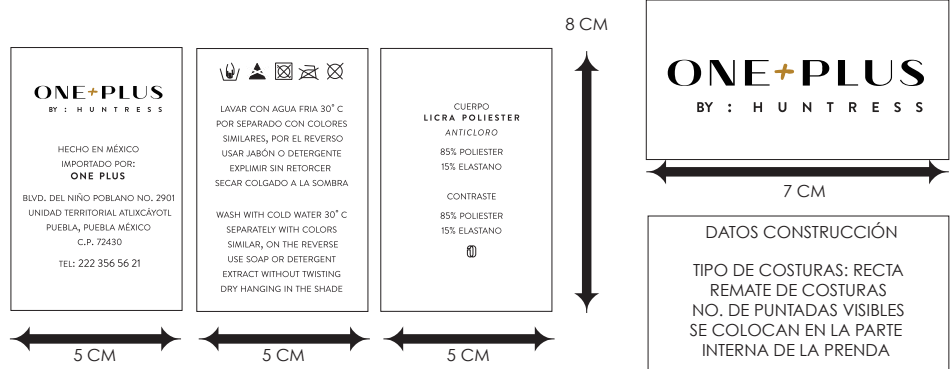 ONE+PLUS
BY : HUNTRESS
HECHO EN MÉXICO
IMPORTADO POR:
ONE PLUS
BLVD. DEL NIÑO POBLANO NO. 2901
UNIDAD TERRITORIAL ATLIXCÁYOTL
PUEBLA, PUEBLA MÉXICO
C.P. 72430
TEL: 222 356 56 21
5 CM
LAVAR CON AGUA FRIA 30° C
POR SEPARADO CON COLORES
SIMILARES, POR EL REVERSO
USAR JABÓN O DETERGENTE
EXPLIMIR SIN RETORCER
SECAR COLGADO A LA SOMBRA
WASH WITH COLD WATER 30° C
SEPARATELY WITH COLORS
SIMILAR, ON THE REVERSE
USE SOAP OR DETERGENT
EXTRACT WITHOUT TWISTING
DRY HANGING IN THE SHADE
5 CM
CUERPO
LICRA POLIESTER
ANTICLORO
85% POLIESTER
15% ELASTANO
CONTRASTE
85% POLIESTER
15% ELASTANO
5 CM
8 CM
ONE+PLUS
BY : HUNTRESS
7 CM
DATOS CONSTRUCCIÓN
TIPO DE COSTURAS: RECTA
REMATE DE COSTURAS
NO. DE PUNTADAS VISIBLES
SE COLOCAN EN LA PARTE
INTERNA DE LA PRENDA